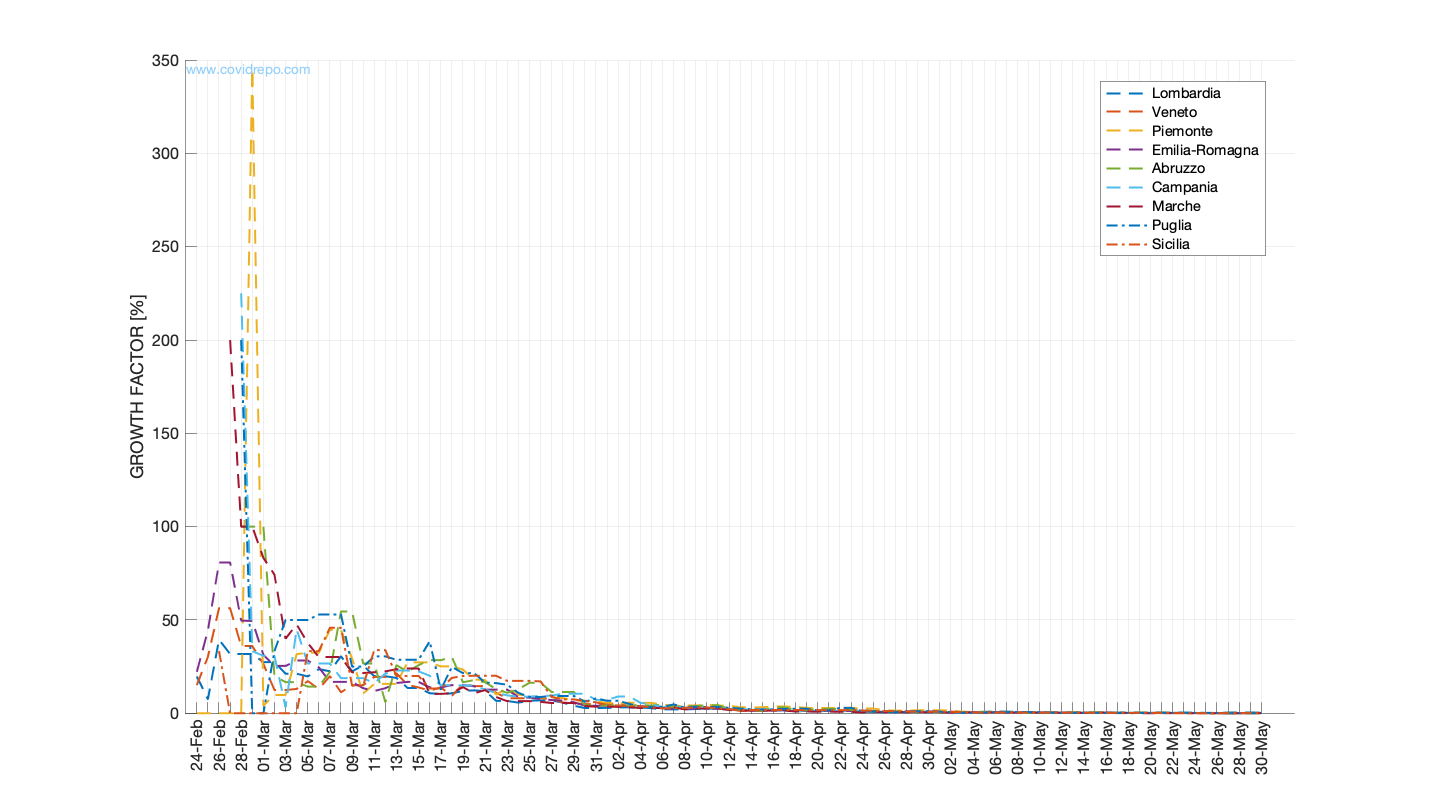 350
www.covidrepo.com
300
250
200
150
100
50
0
GROWTH FACTOR [%]
Lombardia
Veneto
Piemonte
Emilia-Romagna
Abruzzo
Campania
Marche
Puglia
Sicilia
24-Feb
26-Feb
28-Feb
01-Mar
03-Mar
05-Mar
07-Mar
09-Mar
11-Mar
13-Mar
15-Mar
17-Mar
19-Mar
21-Mar
23-Mar
25-Mar
27-Mar
29-Mar
31-Mar
02-Apr
04-Apr
06-Apr
08-Apr
10-Apr
12-Apr
14-Apr
16-Apr
18-Apr
20-Apr
22-Apr
24-Apr
26-Apr
28-Apr
30-Apr
02-May
04-May
06-May
08-May
10-May
12-May
14-May
16-May
18-May
20-May
22-May
24-May
26-May
28-May
30-May